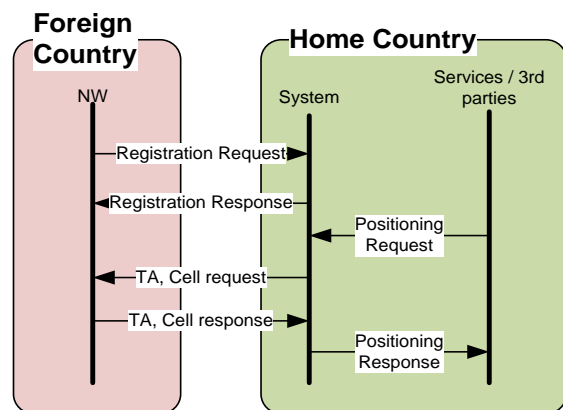 Foreign
Country
Home Country
NW
System
Services / 3rd
parties
Registration Request
Registration Response
Positioning
Request
TA, Cell request
TA, Cell response
Positioning
Response